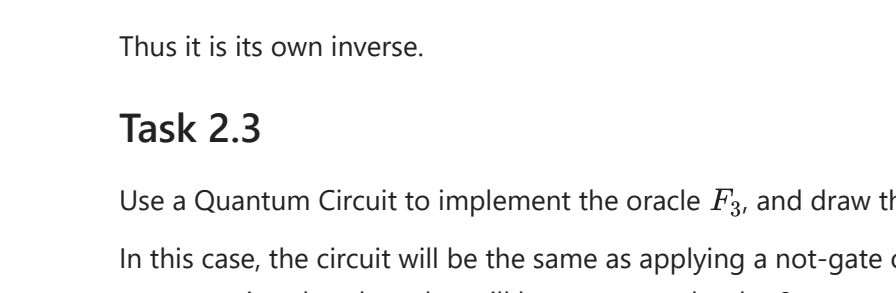 Thus it is its own inverse.
Task 2.3
Use a Quantum Circuit to implement the oracle F₃, and draw th
In this case, the circuit will be the same as applying a not-gate